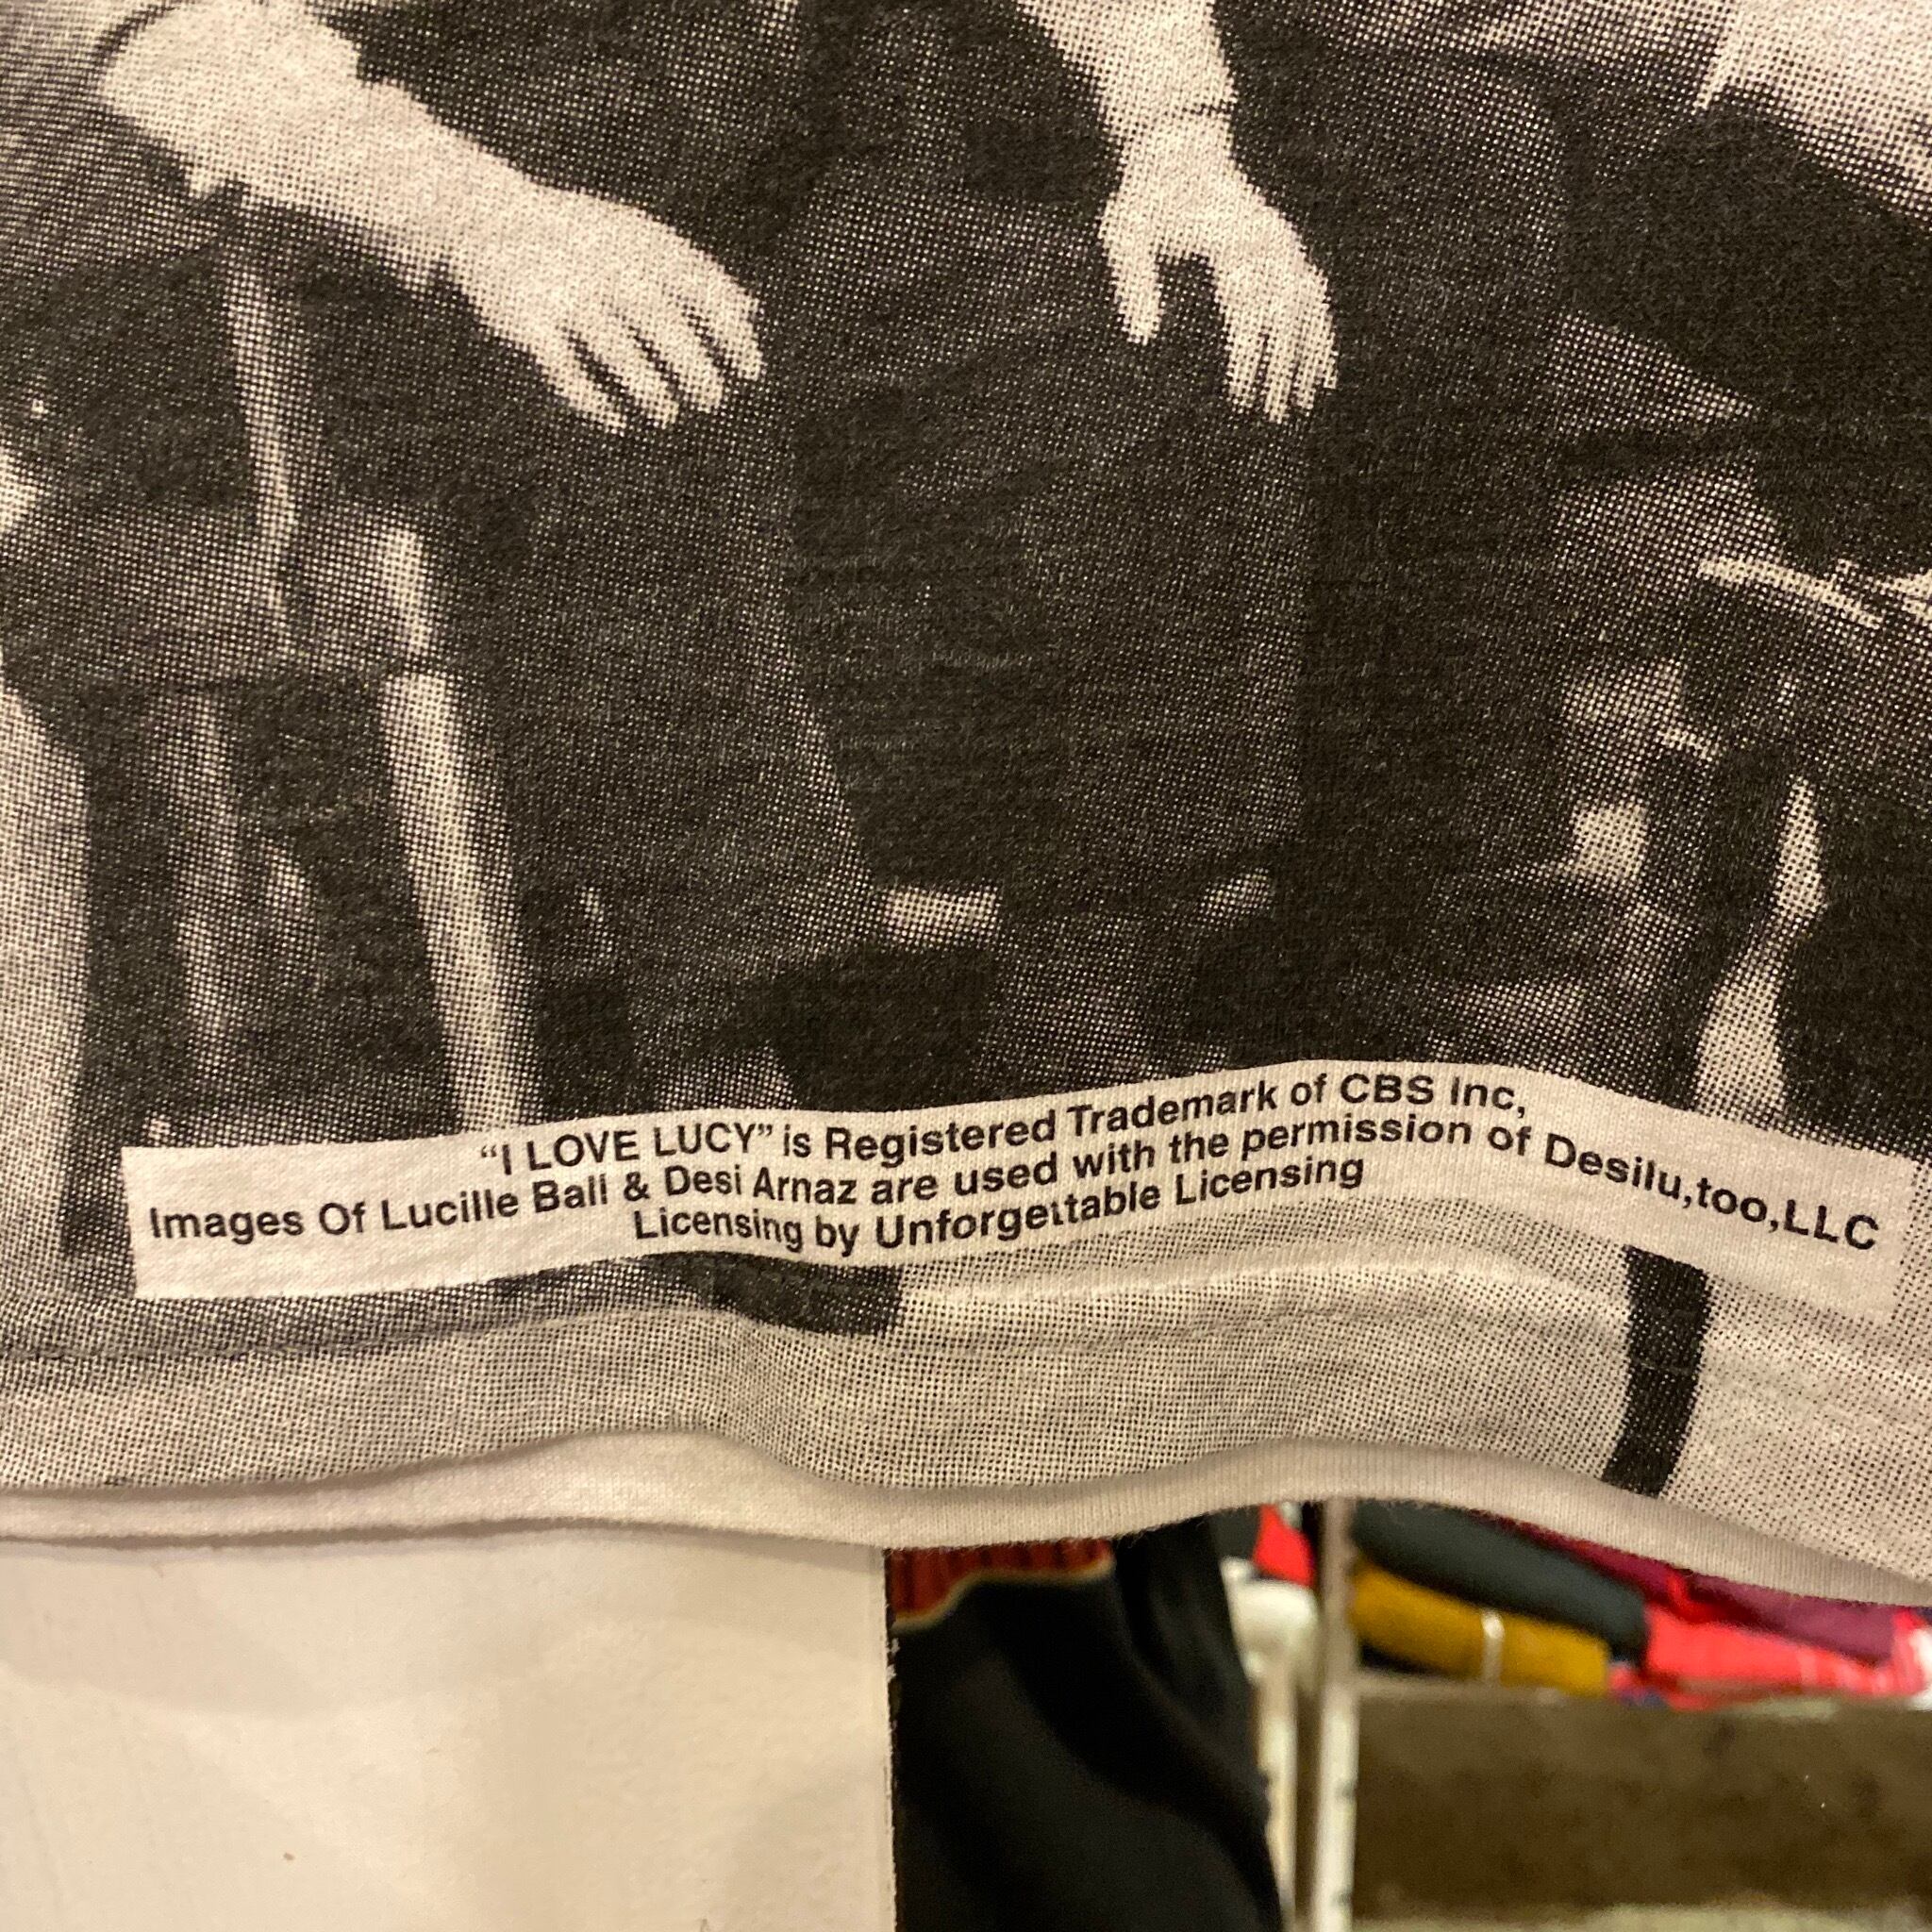 “I LOVE LUCY” is Registered Trademark of CBS Inc,
Images Of Lucille Ball & Desi Arnaz are used with the permission of Desilu,too,LLC
Licensing by Unforgettable Licensing